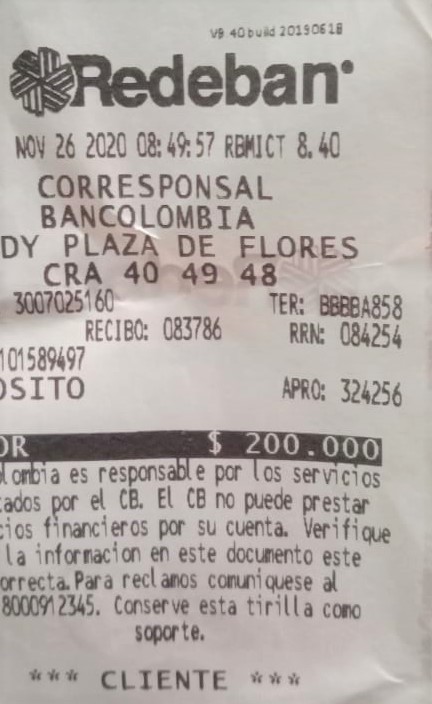 VB 40 build 20190618
Redeban
NOV 26 2020 08:49:57 RBMICT 8.40
CORRESPONSAL
BANCOLOMBIA
DY PLAZA DE FLORES
CRA 40 49 48
3007025160 TER: BBBBA858
RECIBO: 083786 RRN: 084254
101589497
OSITO APRO: 324256
OR $ 200.000
lombia es responsable por los servicios
tados por el CB. El CB no puede prestar
cios financieros por su cuenta. Verifique
la informacion en este documento este
orrecta. Para reclamos comuniquese al
8000912345. Conserve esta tirilla como
soporte.
*** CLIENTE ***